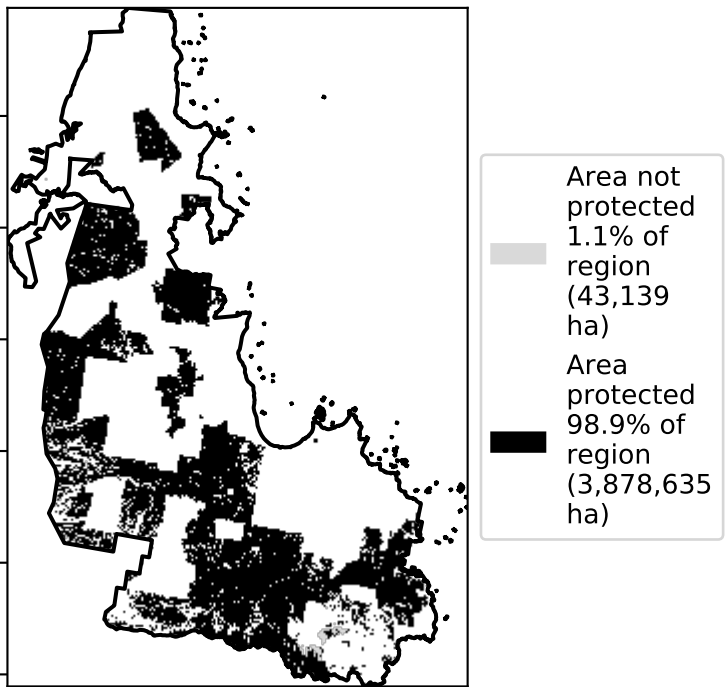 Area not
protected
1.1% of
region
(43,139
ha)
Area
protected
98.9% of
region
(3,878,635
ha)